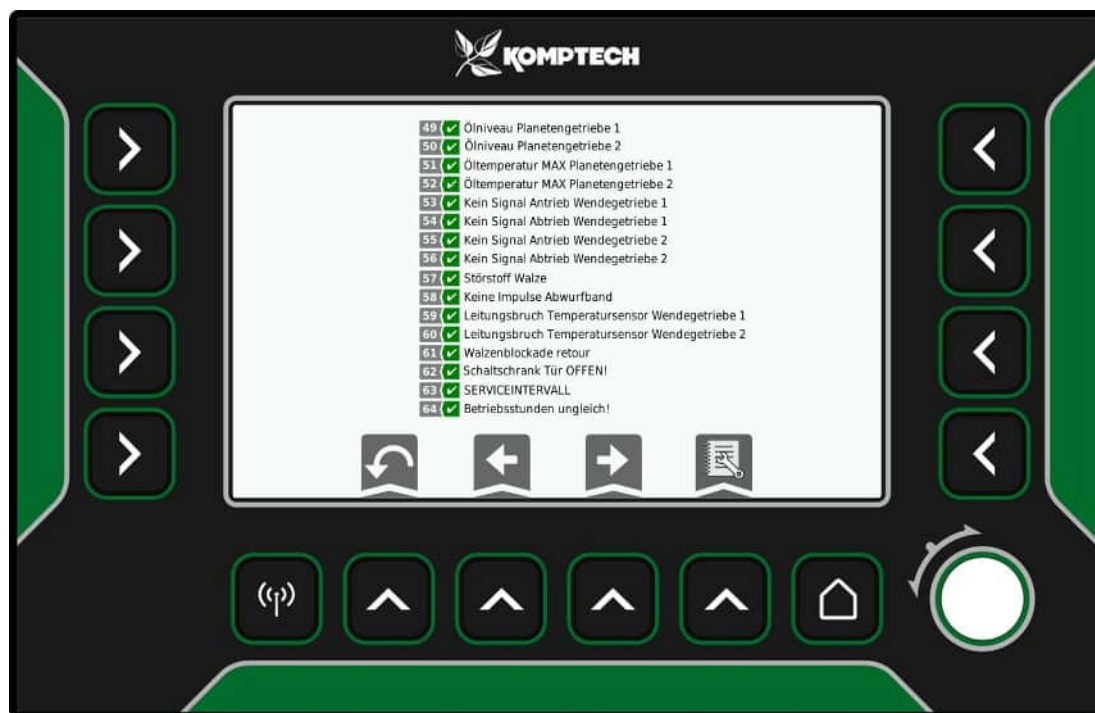 KOMPTECH
49 Ölniveau Planetengetriebe 1
50 Ölniveau Planetengetriebe 2
51 Öltemperatur MAX Planetengetriebe 1
52 Öltemperatur MAX Planetengetriebe 2
53 Kein Signal Antrieb Wendegetriebe 1
54 Kein Signal Abtrieb Wendegetriebe 1
55 Kein Signal Antrieb Wendegetriebe 2
56 Kein Signal Abtrieb Wendegetriebe 2
57 Störstoff Walze
58 Keine Impulse Abwurfband
59 Leitungsbruch Temperatursensor Wendegetriebe 1
60 Leitungsbruch Temperatursensor Wendegetriebe 2
61 Walzenblockade retour
62 Schaltschrank Tür OFFEN!
63 SERVICEINTERVALL
64 Betriebsstunden ungleich!